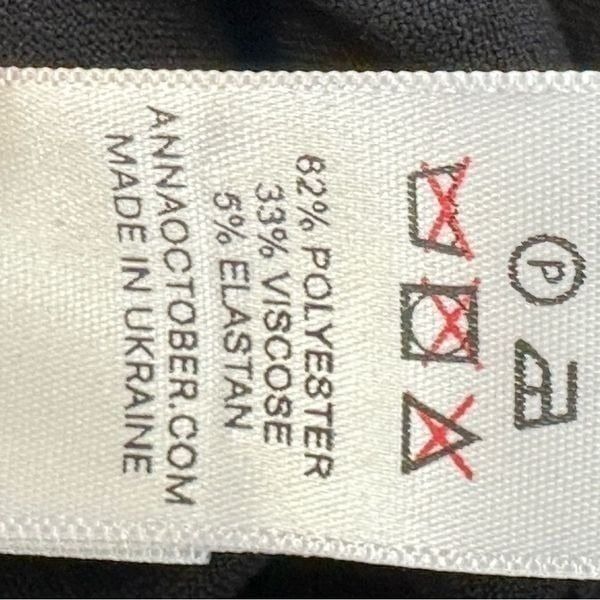 P
62% POLYESTER
33% VISCOSE
5% ELASTAN
ANNAOCTOBER.COM
MADE IN UKRAINE